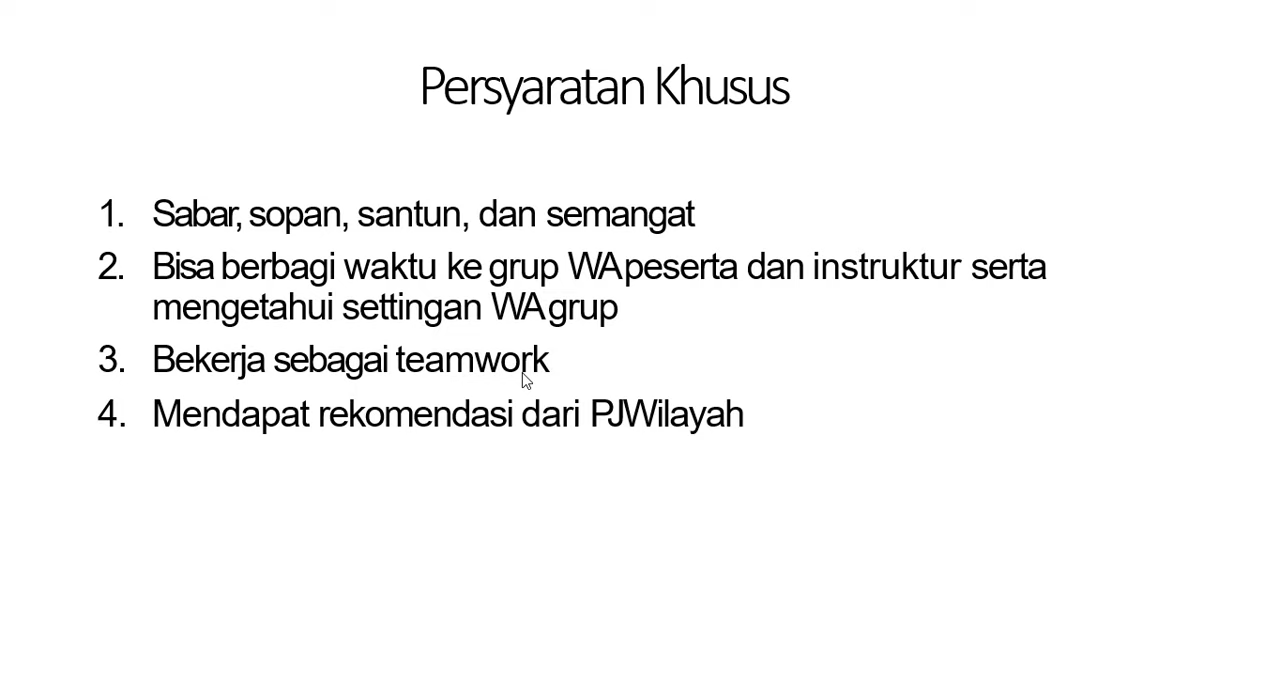 Persyaratan Khusus
1. Sabar, sopan, santun, dan semangat
2. Bisa berbagi waktu ke grup WA peserta dan instruktur serta
mengetahui settingan WA grup
3. Bekerja sebagai teamwork
4. Mendapat rekomendasi dari PJ Wilayah